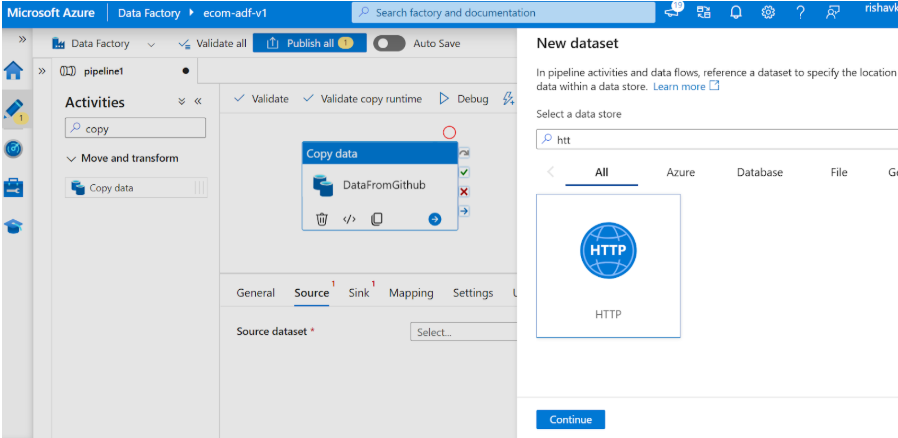 Microsoft Azure
Data Factory
ecom-adf-v1
Search factory and documentation
19
rishavk
Data Factory
Validate all
Publish all
1
Auto Save
pipeline1
Activities
copy
Move and transform
Copy data
1
Validate
Validate copy runtime
Debug
Copy data
DataFromGithub
General
Source
1
Sink
1
Mapping
Settings
Source dataset *
Select...
New dataset
In pipeline activities and data flows, reference a dataset to specify the location
data within a data store. Learn more
Select a data store
htt
All
Azure
Database
File
Ge
HTTP
HTTP
Continue